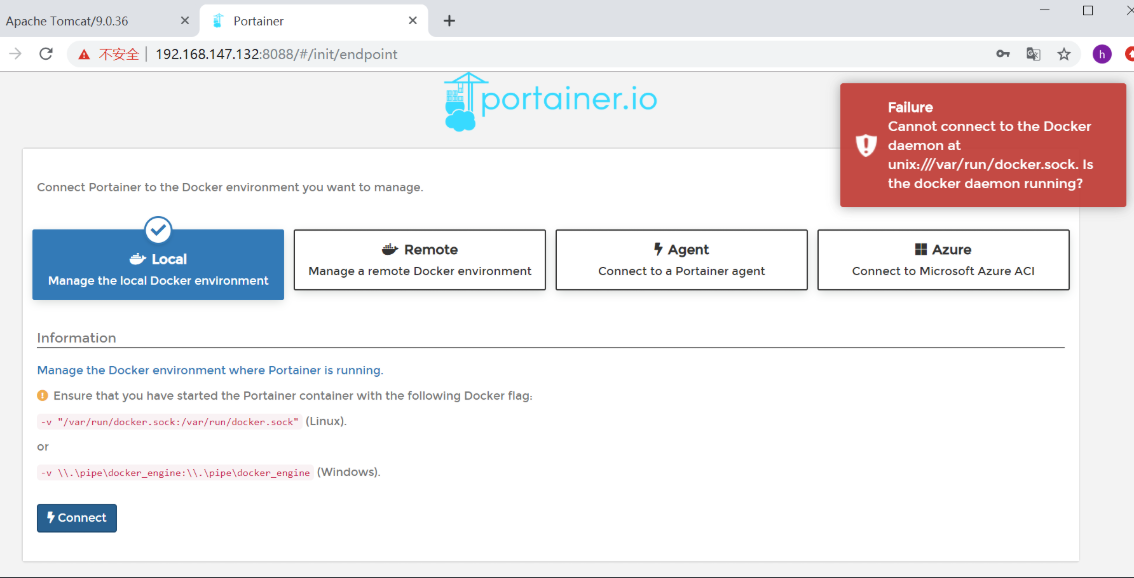 Apache Tomcat/9.0.36
Portainer
不安全 192.168.147.132:8088/#/init/endpoint
h
portainer.io
Failure
Cannot connect to the Docker
daemon at
unix:///var/run/docker.sock. Is
the docker daemon running?
Connect Portainer to the Docker environment you want to manage.
Local
Manage the local Docker environment
Remote
Manage a remote Docker environment
Agent
Connect to a Portainer agent
Azure
Connect to Microsoft Azure ACI
Information
Manage the Docker environment where Portainer is running.
Ensure that you have started the Portainer container with the following Docker flag:
-v "/var/run/docker.sock:/var/run/docker.sock" (Linux).
or
-v \\.\pipe\docker_engine:\\.\pipe\docker_engine (Windows).
Connect